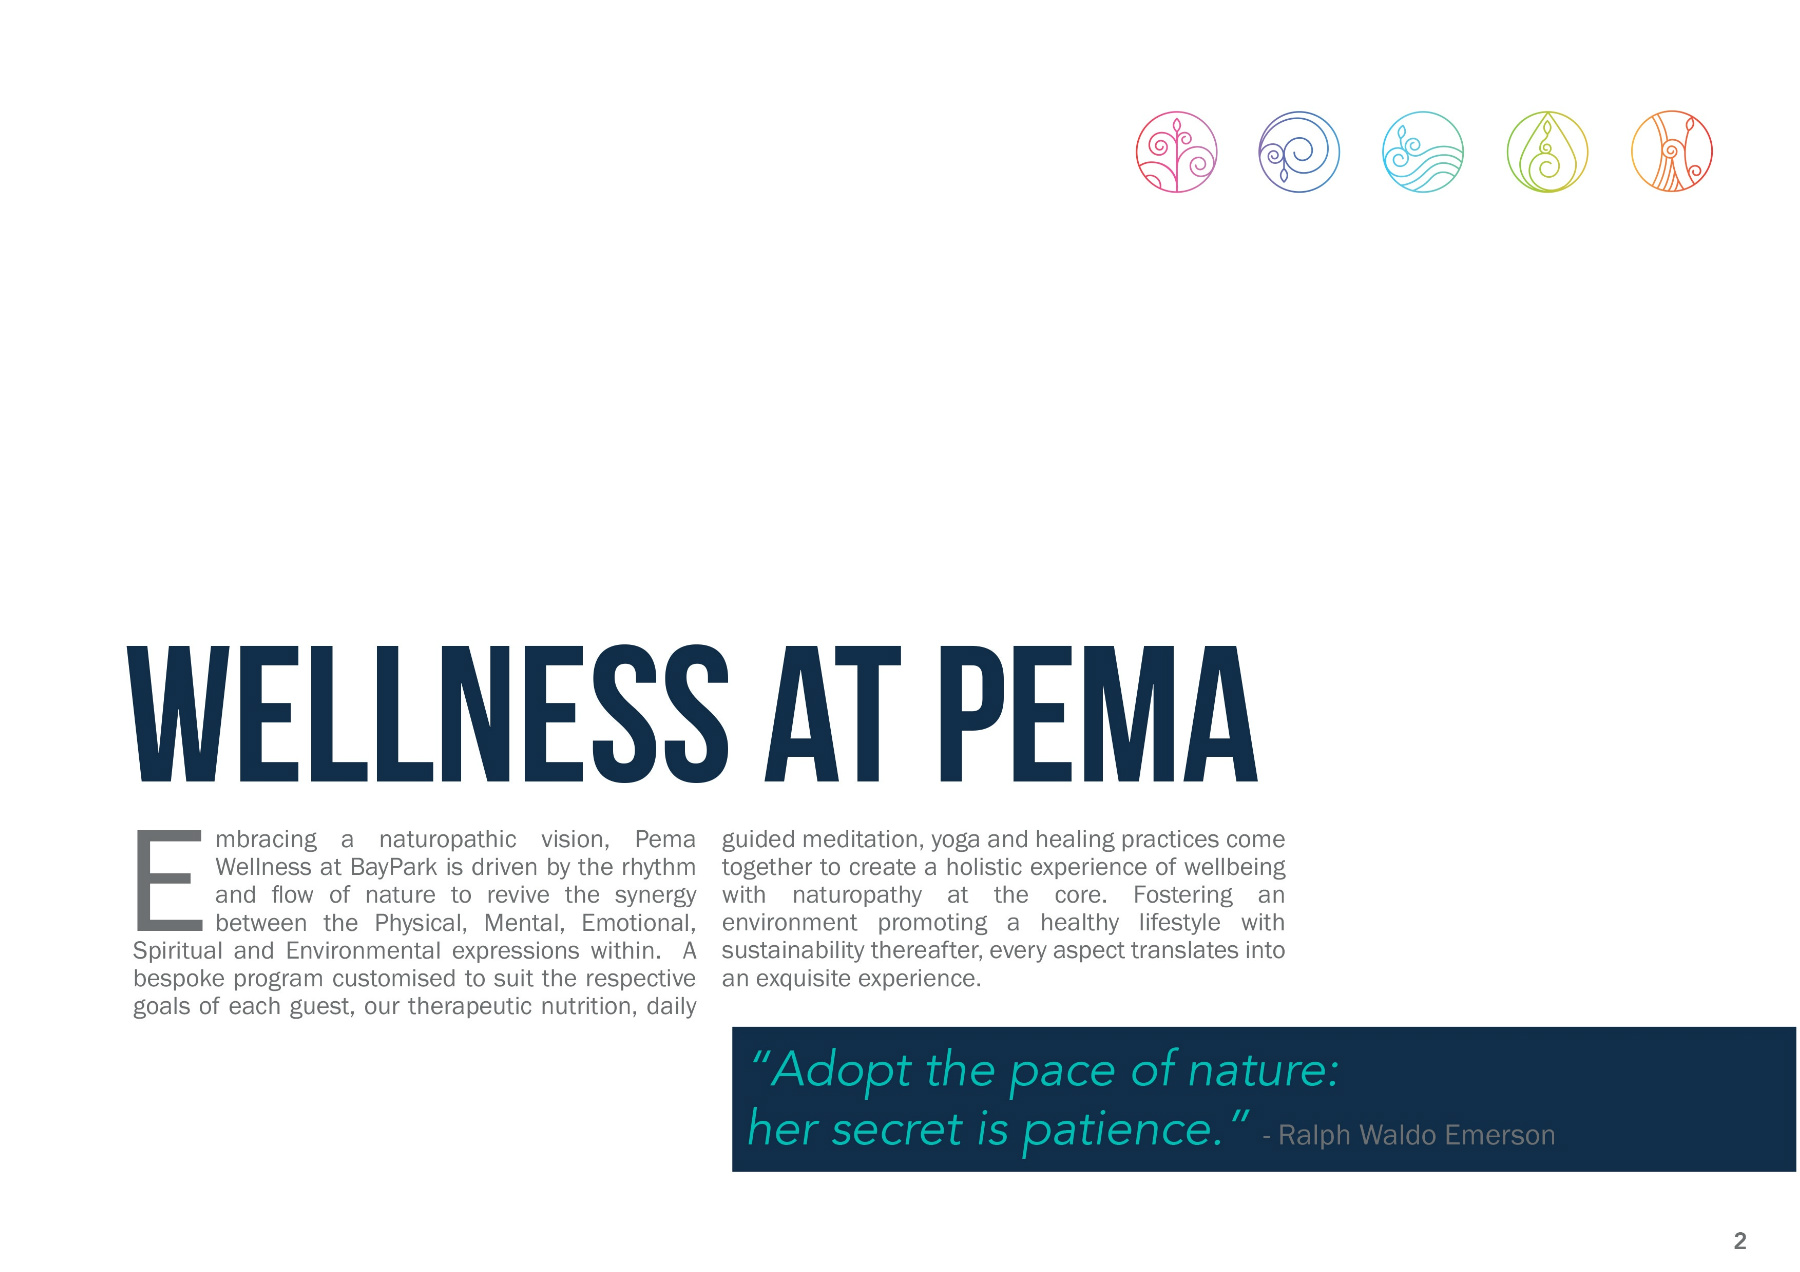 WELLNESS AT PEMA
Embracing a naturopathic vision, Pema
Wellness at BayPark is driven by the rhythm
and flow of nature to revive the synergy
between the Physical, Mental, Emotional,
Spiritual and Environmental expressions within. A
bespoke program customised to suit the respective
goals of each guest, our therapeutic nutrition, daily
guided meditation, yoga and healing practices come
together to create a holistic experience of wellbeing
with naturopathy at the core. Fostering an
environment promoting a healthy lifestyle with
sustainability thereafter, every aspect translates into
an exquisite experience.
“Adopt the pace of nature:
her secret is patience.” - Ralph Waldo Emerson
2